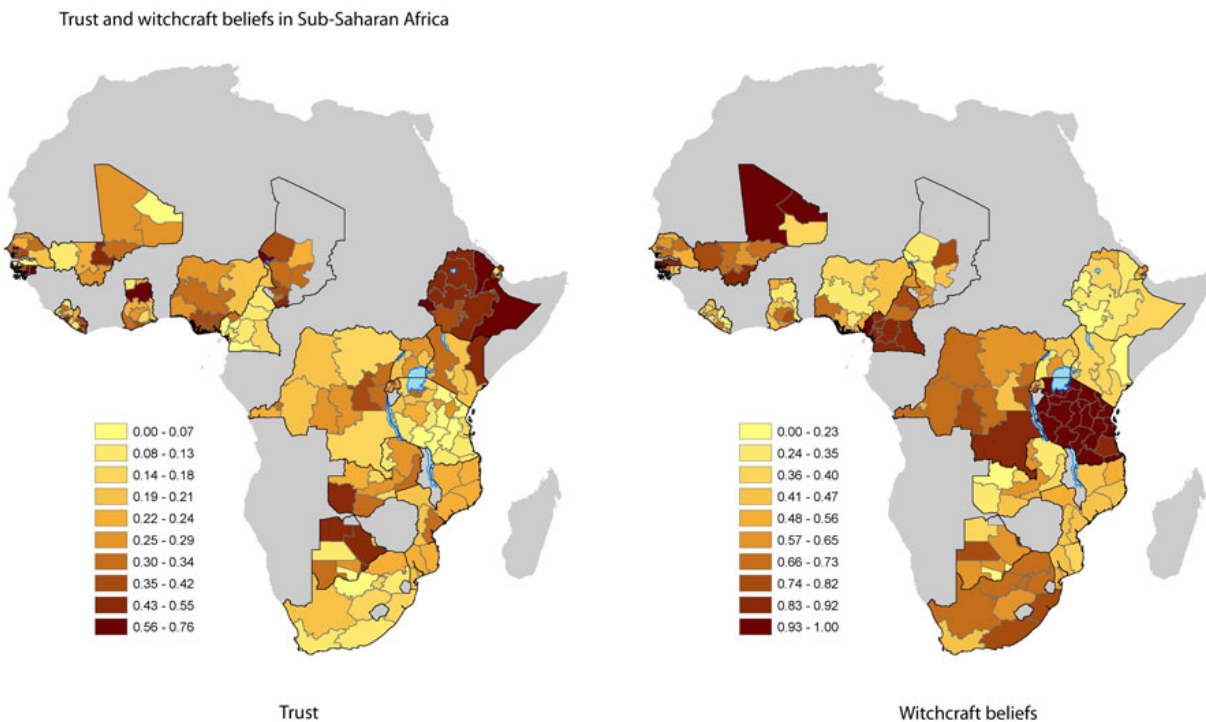 Trust and witchcraft beliefs in Sub-Saharan Africa
0.00 - 0.07
0.08 - 0.13
0.14 - 0.18
0.19 - 0.21
0.22 - 0.24
0.25 - 0.29
0.30 - 0.34
0.35 - 0.42
0.43 - 0.55
0.56 - 0.76
Trust
0.00 - 0.23
0.24 - 0.35
0.36 - 0.40
0.41 - 0.47
0.48 - 0.56
0.57 - 0.65
0.66 - 0.73
0.74 - 0.82
0.83 - 0.92
0.93 - 1.00
Witchcraft beliefs